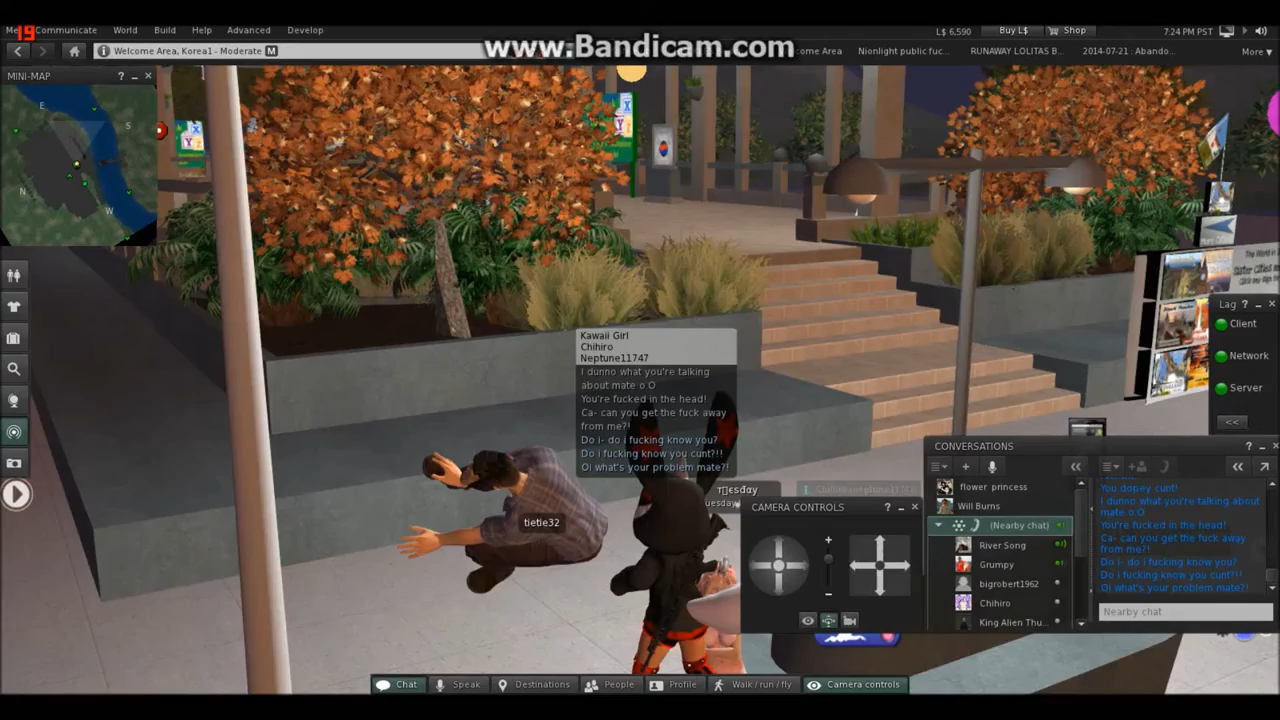 Communicate World Build Help Advanced Develop
19
www.Bandicam.com
L$ 6,590 Buy L$ Shop 7:24 PM PST
Welcome Area, Korea1 - Moderate M
Nionlight public fuc... RUNAWAY LOLITAS B... 2014-07-21 : Abando... More
MINI-MAP ? _ ×
E
S
N
W
Kawaii Girl
Chihiro
Neptune11747
I dunno what you're talking
about mate o.O
You're fucked in the head!
Ca- can you get the fuck away
from me?!
Do i- do i fucking know you?
Do i fucking know you cunt?!!
Oi what's your problem mate?!
tietie32
Lag ? _ ×
Client
Network
Server
<<
CONVERSATIONS ? _ ×
flower princess
Will Burns
(Nearby chat)
River Song
Grumpy
bigrobert1962
Chihiro
King Alien Thu...
You dopey cunt!
I dunno what you're talking about
mate o.O
You're fucked in the head!
Ca- can you get the fuck away
from me?!
Do i- do i fucking know you?
Do i fucking know you cunt?!!
Oi what's your problem mate?!
Nearby chat
CAMERA CONTROLS ? _ ×
Chat Speak Destinations People Profile Walk / run / fly Camera controls